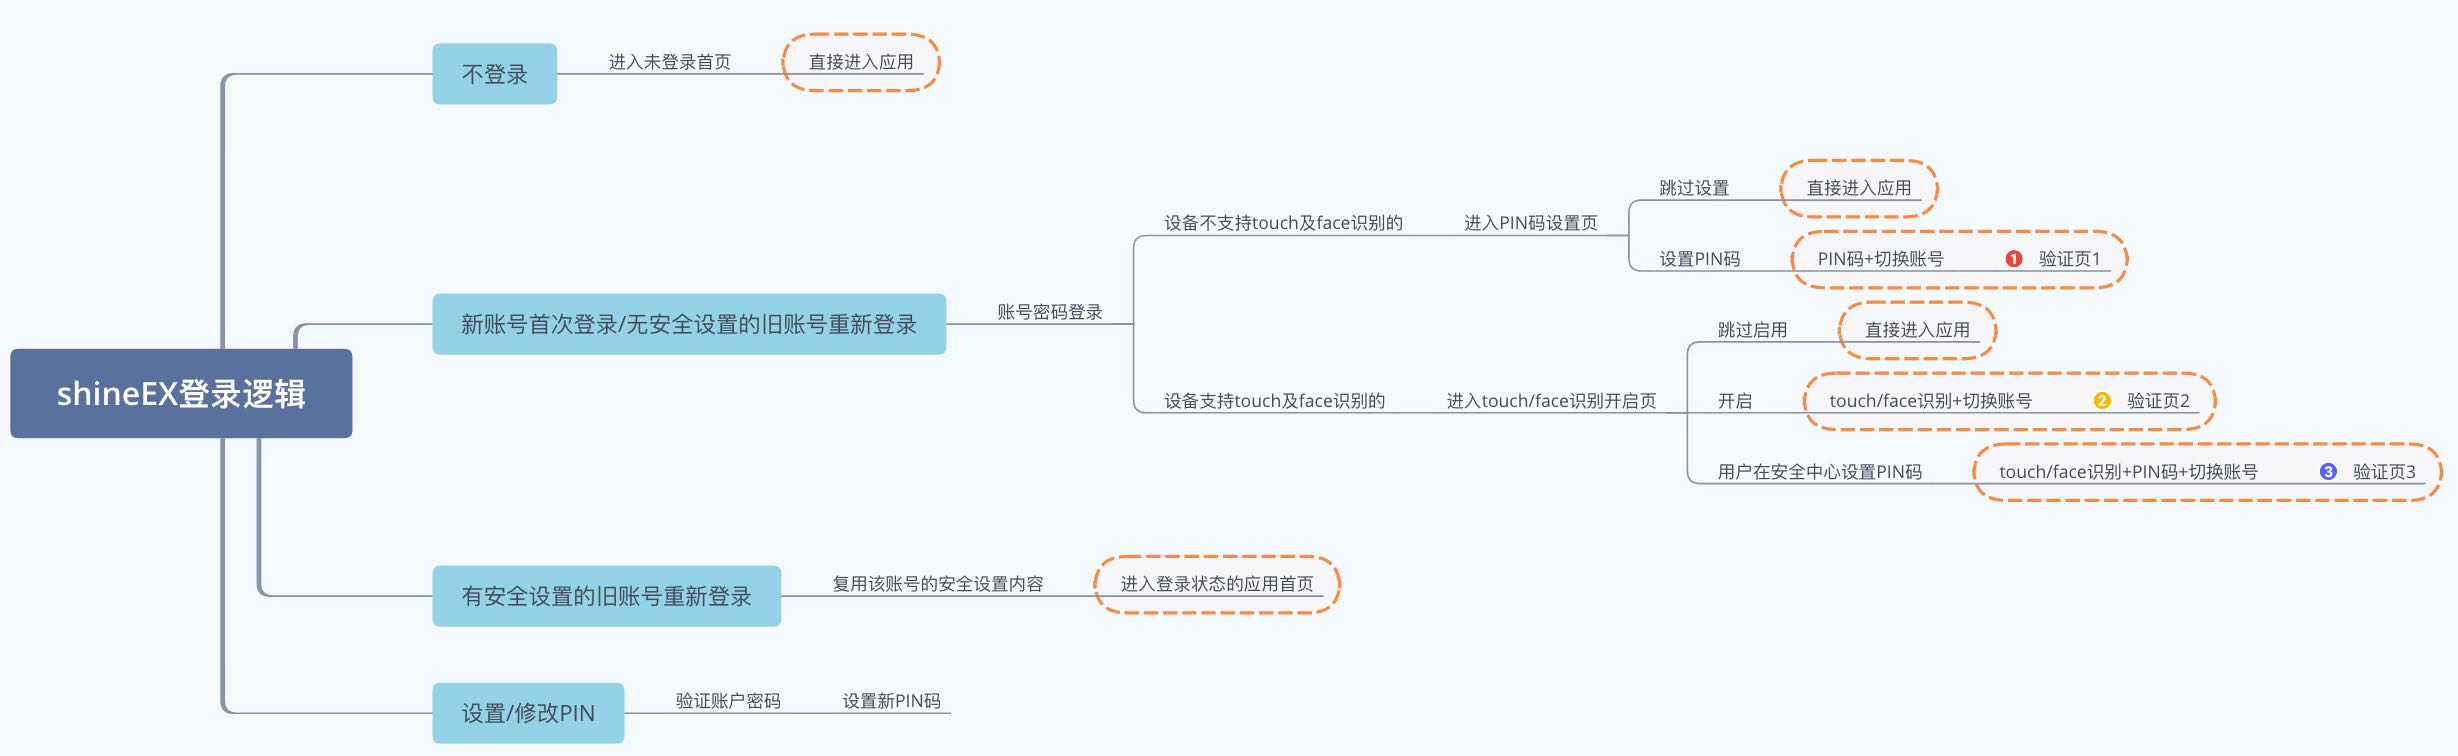 shineEX登录逻辑
不登录
进入未登录首页
直接进入应用
新账号首次登录/无安全设置的旧账号重新登录
账号密码登录
设备不支持touch及face识别的
进入PIN码设置页
跳过设置
直接进入应用
设置PIN码
PIN码+切换账号
1 验证页1
设备支持touch及face识别的
进入touch/face识别开启页
跳过启用
直接进入应用
开启
touch/face识别+切换账号
2 验证页2
用户在安全中心设置PIN码
touch/face识别+PIN码+切换账号
3 验证页3
有安全设置的旧账号重新登录
复用该账号的安全设置内容
进入登录状态的应用首页
设置/修改PIN
验证账户密码
设置新PIN码